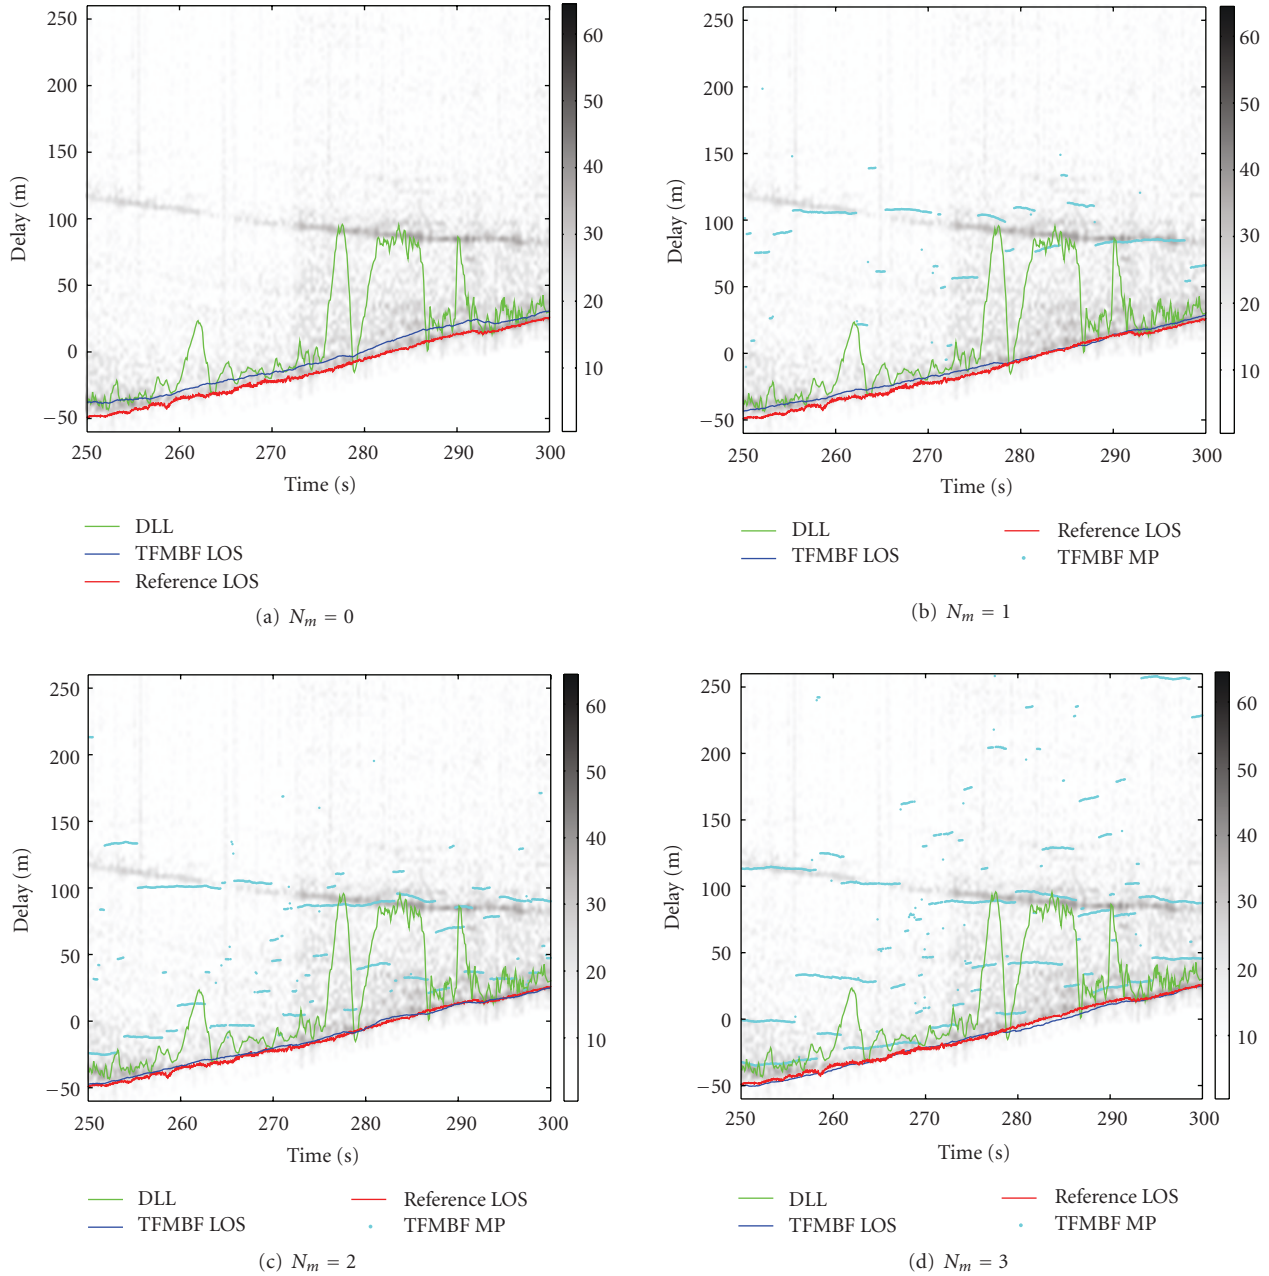 250
200
150
100
50
0
−50
Delay (m)
250 260 270 280 290 300
Time (s)
60
50
40
30
20
10
DLL
TFMBF LOS
Reference LOS
(a) N_m = 0
250
200
150
100
50
0
−50
Delay (m)
250 260 270 280 290 300
Time (s)
60
50
40
30
20
10
DLL
TFMBF LOS
Reference LOS
TFMBF MP
(b) N_m = 1
250
200
150
100
50
0
−50
Delay (m)
250 260 270 280 290 300
Time (s)
60
50
40
30
20
10
DLL
TFMBF LOS
Reference LOS
TFMBF MP
(c) N_m = 2
250
200
150
100
50
0
−50
Delay (m)
250 260 270 280 290 300
Time (s)
60
50
40
30
20
10
DLL
TFMBF LOS
Reference LOS
TFMBF MP
(d) N_m = 3